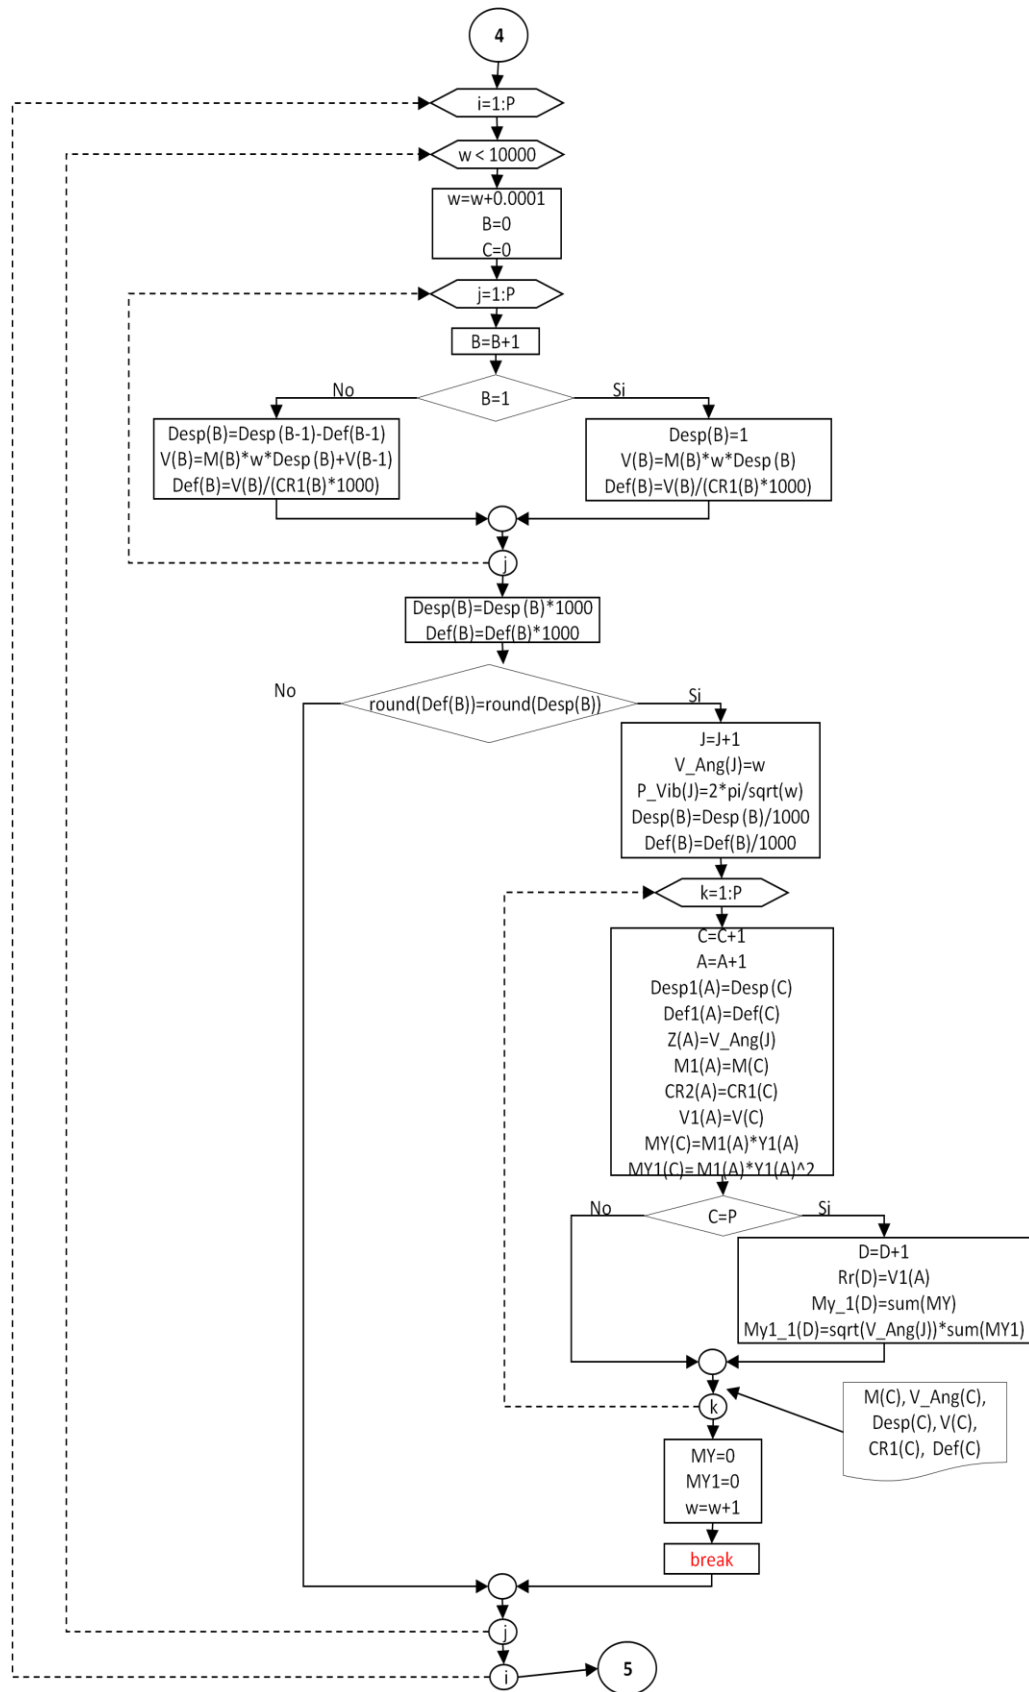 4
i=1:P
w < 10000
w=w+0.0001
B=0
C=0
j=1:P
B=B+1
B=1
No
Si
Desp(B)=Desp(B-1)-Def(B-1)
V(B)=M(B)*w*Desp(B)+V(B-1)
Def(B)=V(B)/(CR1(B)*1000)
Desp(B)=1
V(B)=M(B)*w*Desp(B)
Def(B)=V(B)/(CR1(B)*1000)
j
Desp(B)=Desp(B)*1000
Def(B)=Def(B)*1000
round(Def(B))=round(Desp(B))
No
Si
J=J+1
V_Ang(J)=w
P_Vib(J)=2*pi/sqrt(w)
Desp(B)=Desp(B)/1000
Def(B)=Def(B)/1000
k=1:P
C=C+1
A=A+1
Desp1(A)=Desp(C)
Def1(A)=Def(C)
Z(A)=V_Ang(J)
M1(A)=M(C)
CR2(A)=CR1(C)
V1(A)=V(C)
MY(C)=M1(A)*Y1(A)
MY1(C)=M1(A)*Y1(A)^2
C=P
No
Si
D=D+1
Rr(D)=V1(A)
My_1(D)=sum(MY)
My1_1(D)=sqrt(V_Ang(J))*sum(MY1)
k
M(C), V_Ang(C),
Desp(C), V(C),
CR1(C), Def(C)
MY=0
MY1=0
w=w+1
break
j
i
5